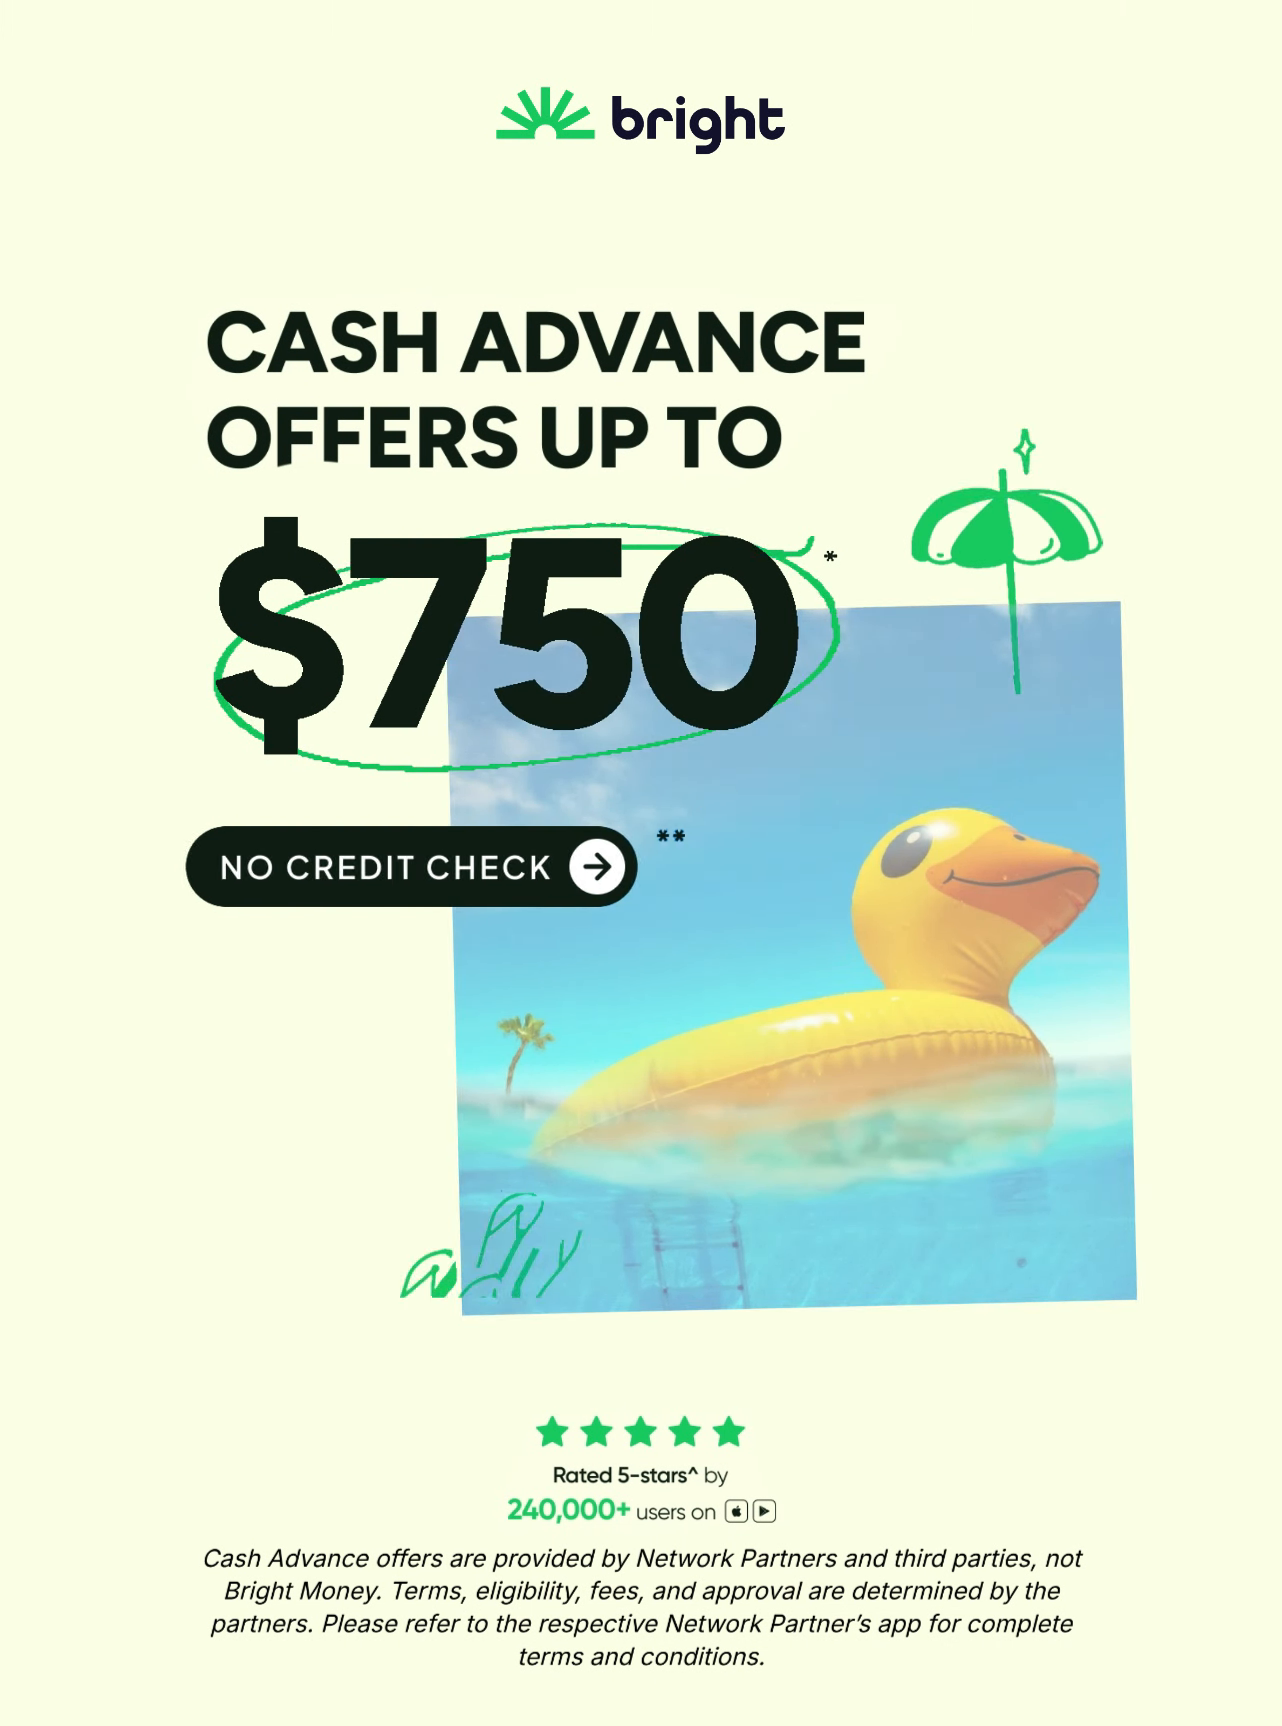 bright
CASH ADVANCE
OFFERS UP TO
$750*
NO CREDIT CHECK **
Rated 5-stars^ by
240,000+ users on
Cash Advance offers are provided by Network Partners and third parties, not
Bright Money. Terms, eligibility, fees, and approval are determined by the
partners. Please refer to the respective Network Partner’s app for complete
terms and conditions.